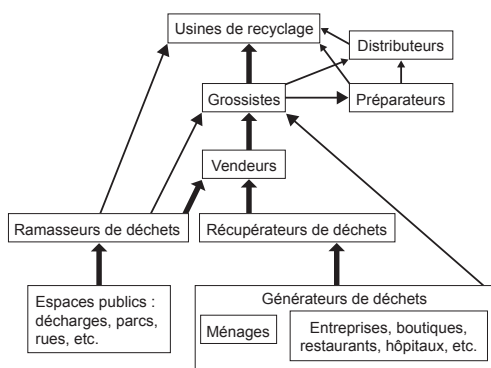 Usines de recyclage
Distributeurs
Grossistes
Préparateurs
Vendeurs
Ramasseurs de déchets
Récupérateurs de déchets
Espaces publics :
décharges, parcs,
rues, etc.
Générateurs de déchets
Ménages
Entreprises, boutiques,
restaurants, hôpitaux, etc.